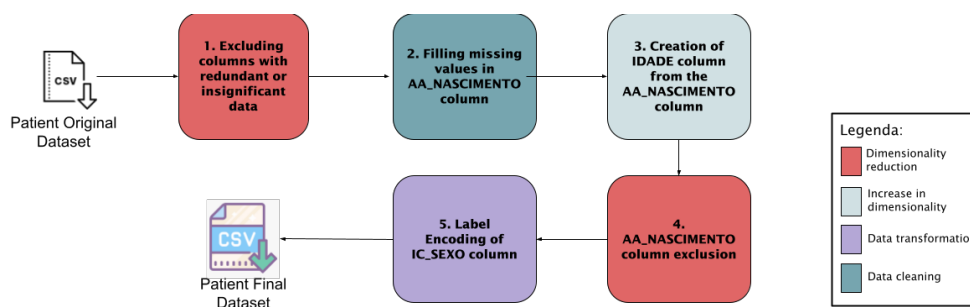 CSV
Patient Original
Dataset
1. Excluding
columns with
redundant or
insignificant
data
2. Filling missing
values in
AA_NASCIMENTO
column
3. Creation of
IDADE column
from the
AA_NASCIMENTO
column
4.
AA_NASCIMENTO
column exclusion
5. Label
Encoding of
IC_SEXO column
CSV
Patient Final
Dataset
Legenda:
Dimensionality
reduction
Increase in
dimensionality
Data transformatio
Data cleaning